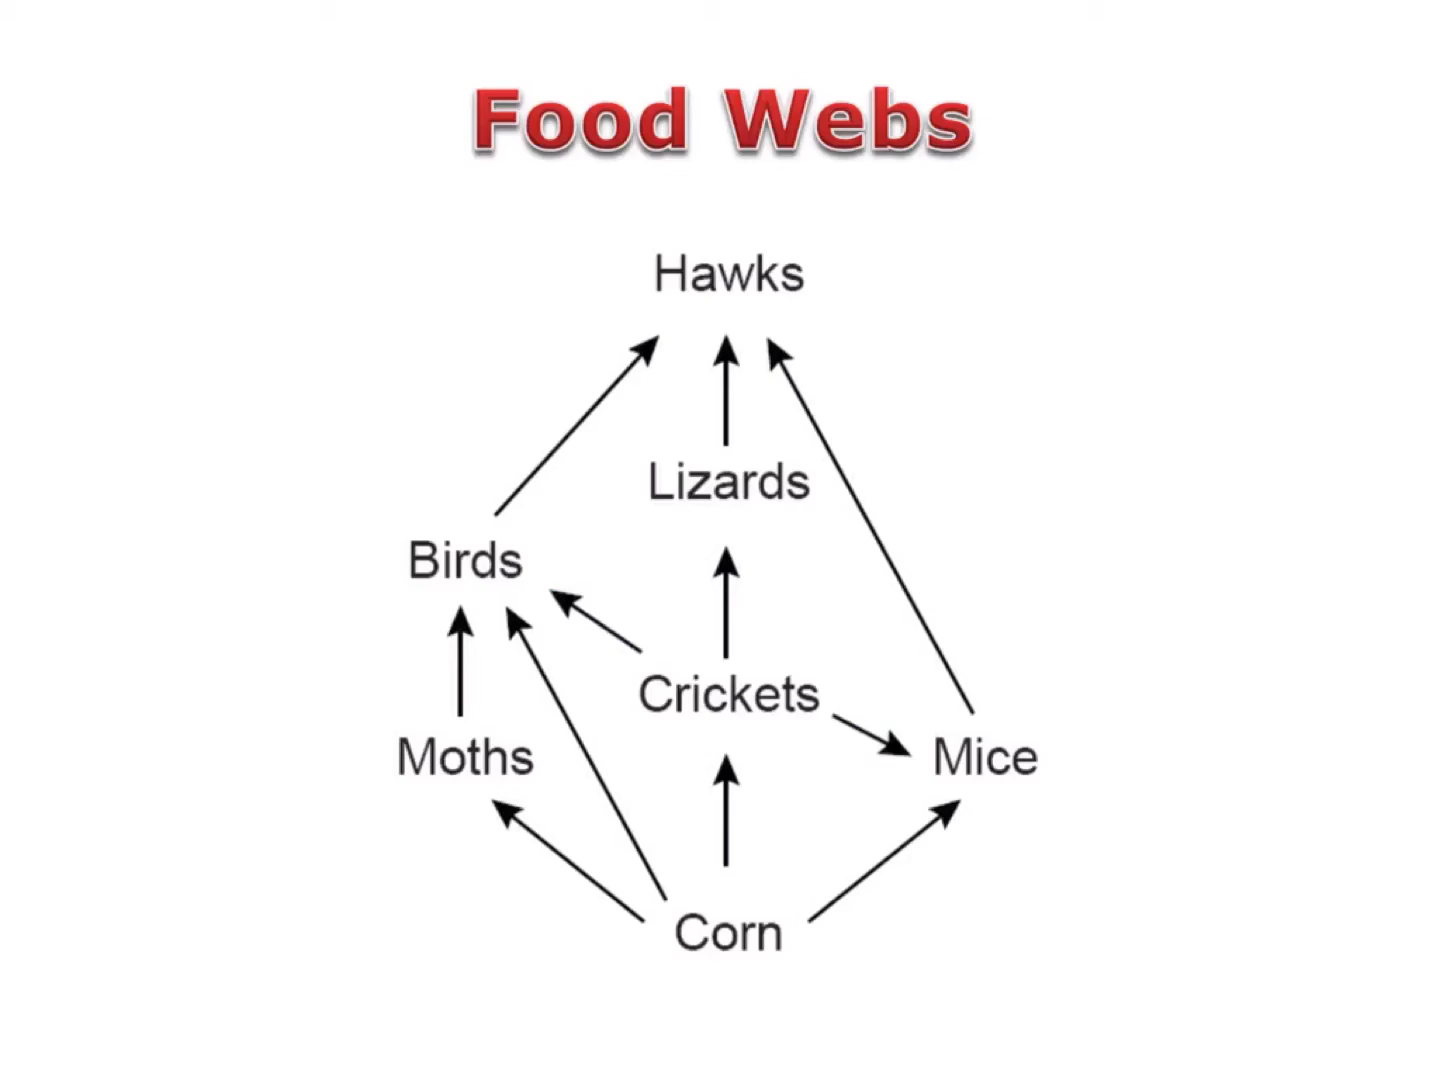 Food Webs
Hawks
Lizards
Birds
Crickets
Moths
Mice
Corn